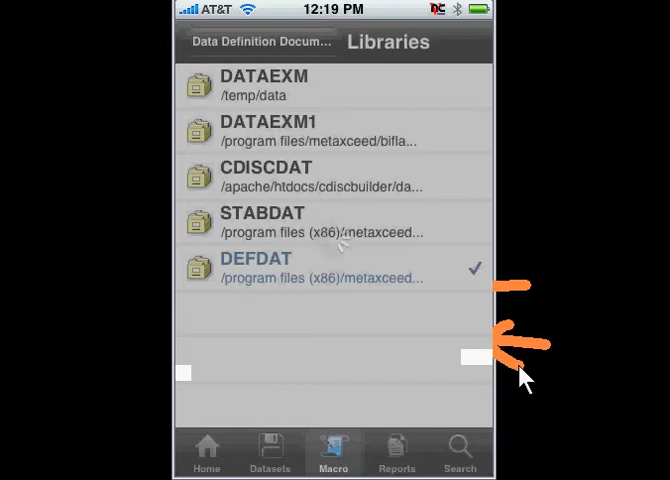 AT&T 12:19 PM
Data Definition Docum... Libraries
DATAEXM
/temp/data
DATAEXM1
/program files/metaxceed/bifla...
CDISCDAT
/apache/htdocs/cdiscbuilder/da...
STABDAT
/program files (x86)/metaxceed...
DEFDAT
/program files (x86)/metaxceed...
Home Datasets Macro Reports Search